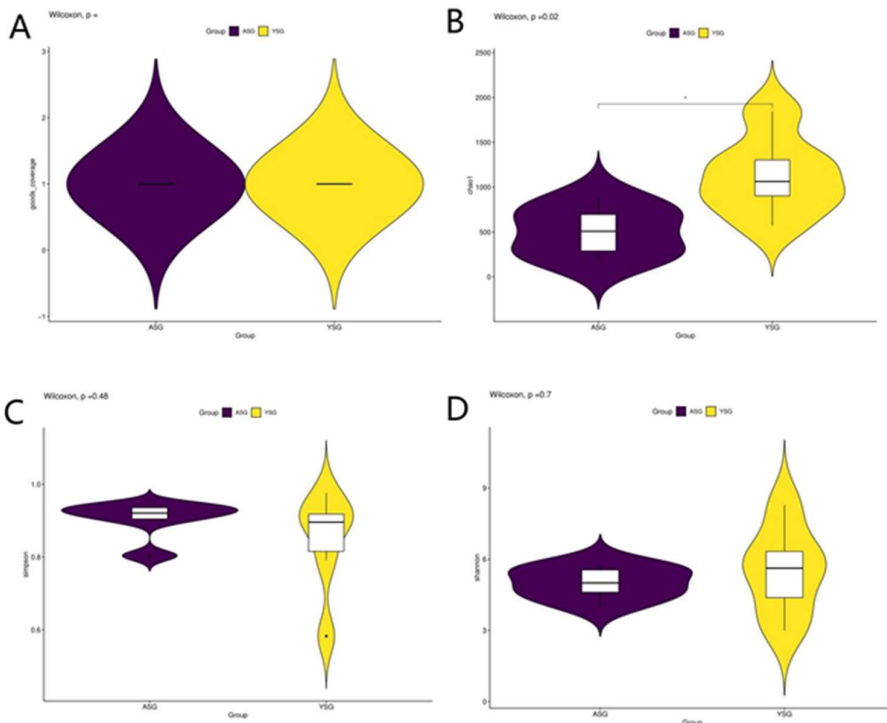 A
Wilcoxon, p =
Group ASG YSG
3
2
1
0
−1
goods_coverage
ASG YSG
Group
B
Wilcoxon, p =0.02
Group ASG YSG
2500
2000
1500
1000
500
0
chao1
ASG YSG
Group
C
Wilcoxon, p =0.48
Group ASG YSG
1.0
0.8
0.6
simpson
ASG YSG
Group
D
Wilcoxon, p =0.7
Group ASG YSG
9
6
3
0
shannon
ASG YSG
Group